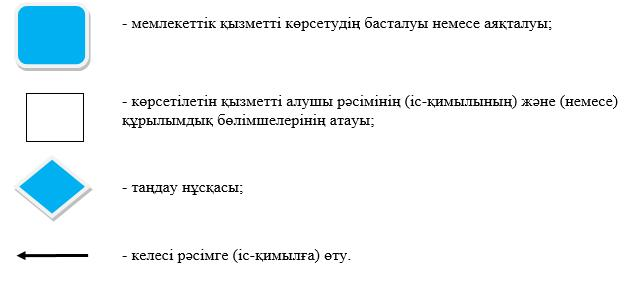 - мемлекеттік қызметті көрсетудің басталуы немесе аяқталуы;
- көрсетілетін қызметті алушы рәсімінің (іс-қимылының) және (немесе)
құрылымдық бөлімшелерінің атауы;
- таңдау нұсқасы;
- келесі рәсімге (іс-қимылға) өту.